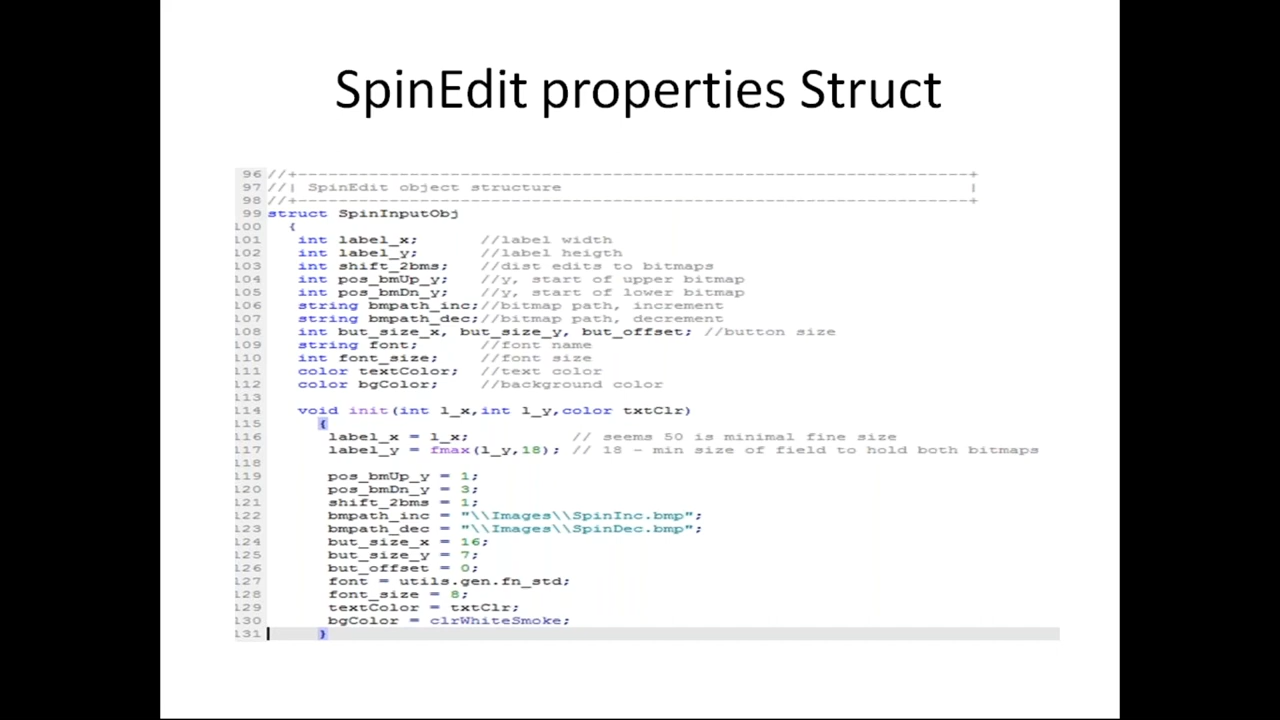 SpinEdit properties Struct
96 //+------------------------------------------------------------------+
97 //| SpinEdit object structure                                        |
98 //+------------------------------------------------------------------+
99 struct SpinInputObj
100   {
101    int label_x;      //label width
102    int label_y;      //label heigth
103    int shift_2bms;   //dist edits to bitmaps
104    int pos_bmUp_y;   //y, start of upper bitmap
105    int pos_bmDn_y;   //y, start of lower bitmap
106    string bmpath_inc;//bitmap path, increment
107    string bmpath_dec;//bitmap path, decrement
108    int but_size_x, but_size_y, but_offset; //button size
109    string font;      //font name
110    int font_size;    //font size
111    color textColor;  //text color
112    color bgColor;    //background color
113
114    void init(int l_x,int l_y,color txtClr)
115      {
116       label_x = l_x;          // seems 50 is minimal fine size
117       label_y = fmax(l_y,18); // 18 - min size of field to hold both bitmaps
118
119       pos_bmUp_y = 1;
120       pos_bmDn_y = 3;
121       shift_2bms = 1;
122       bmpath_inc = "\\Images\\SpinInc.bmp";
123       bmpath_dec = "\\Images\\SpinDec.bmp";
124       but_size_x = 16;
125       but_size_y = 7;
126       but_offset = 0;
127       font = utils.gen.fn_std;
128       font_size = 8;
129       textColor = txtClr;
130       bgColor = clrWhiteSmoke;
131      }